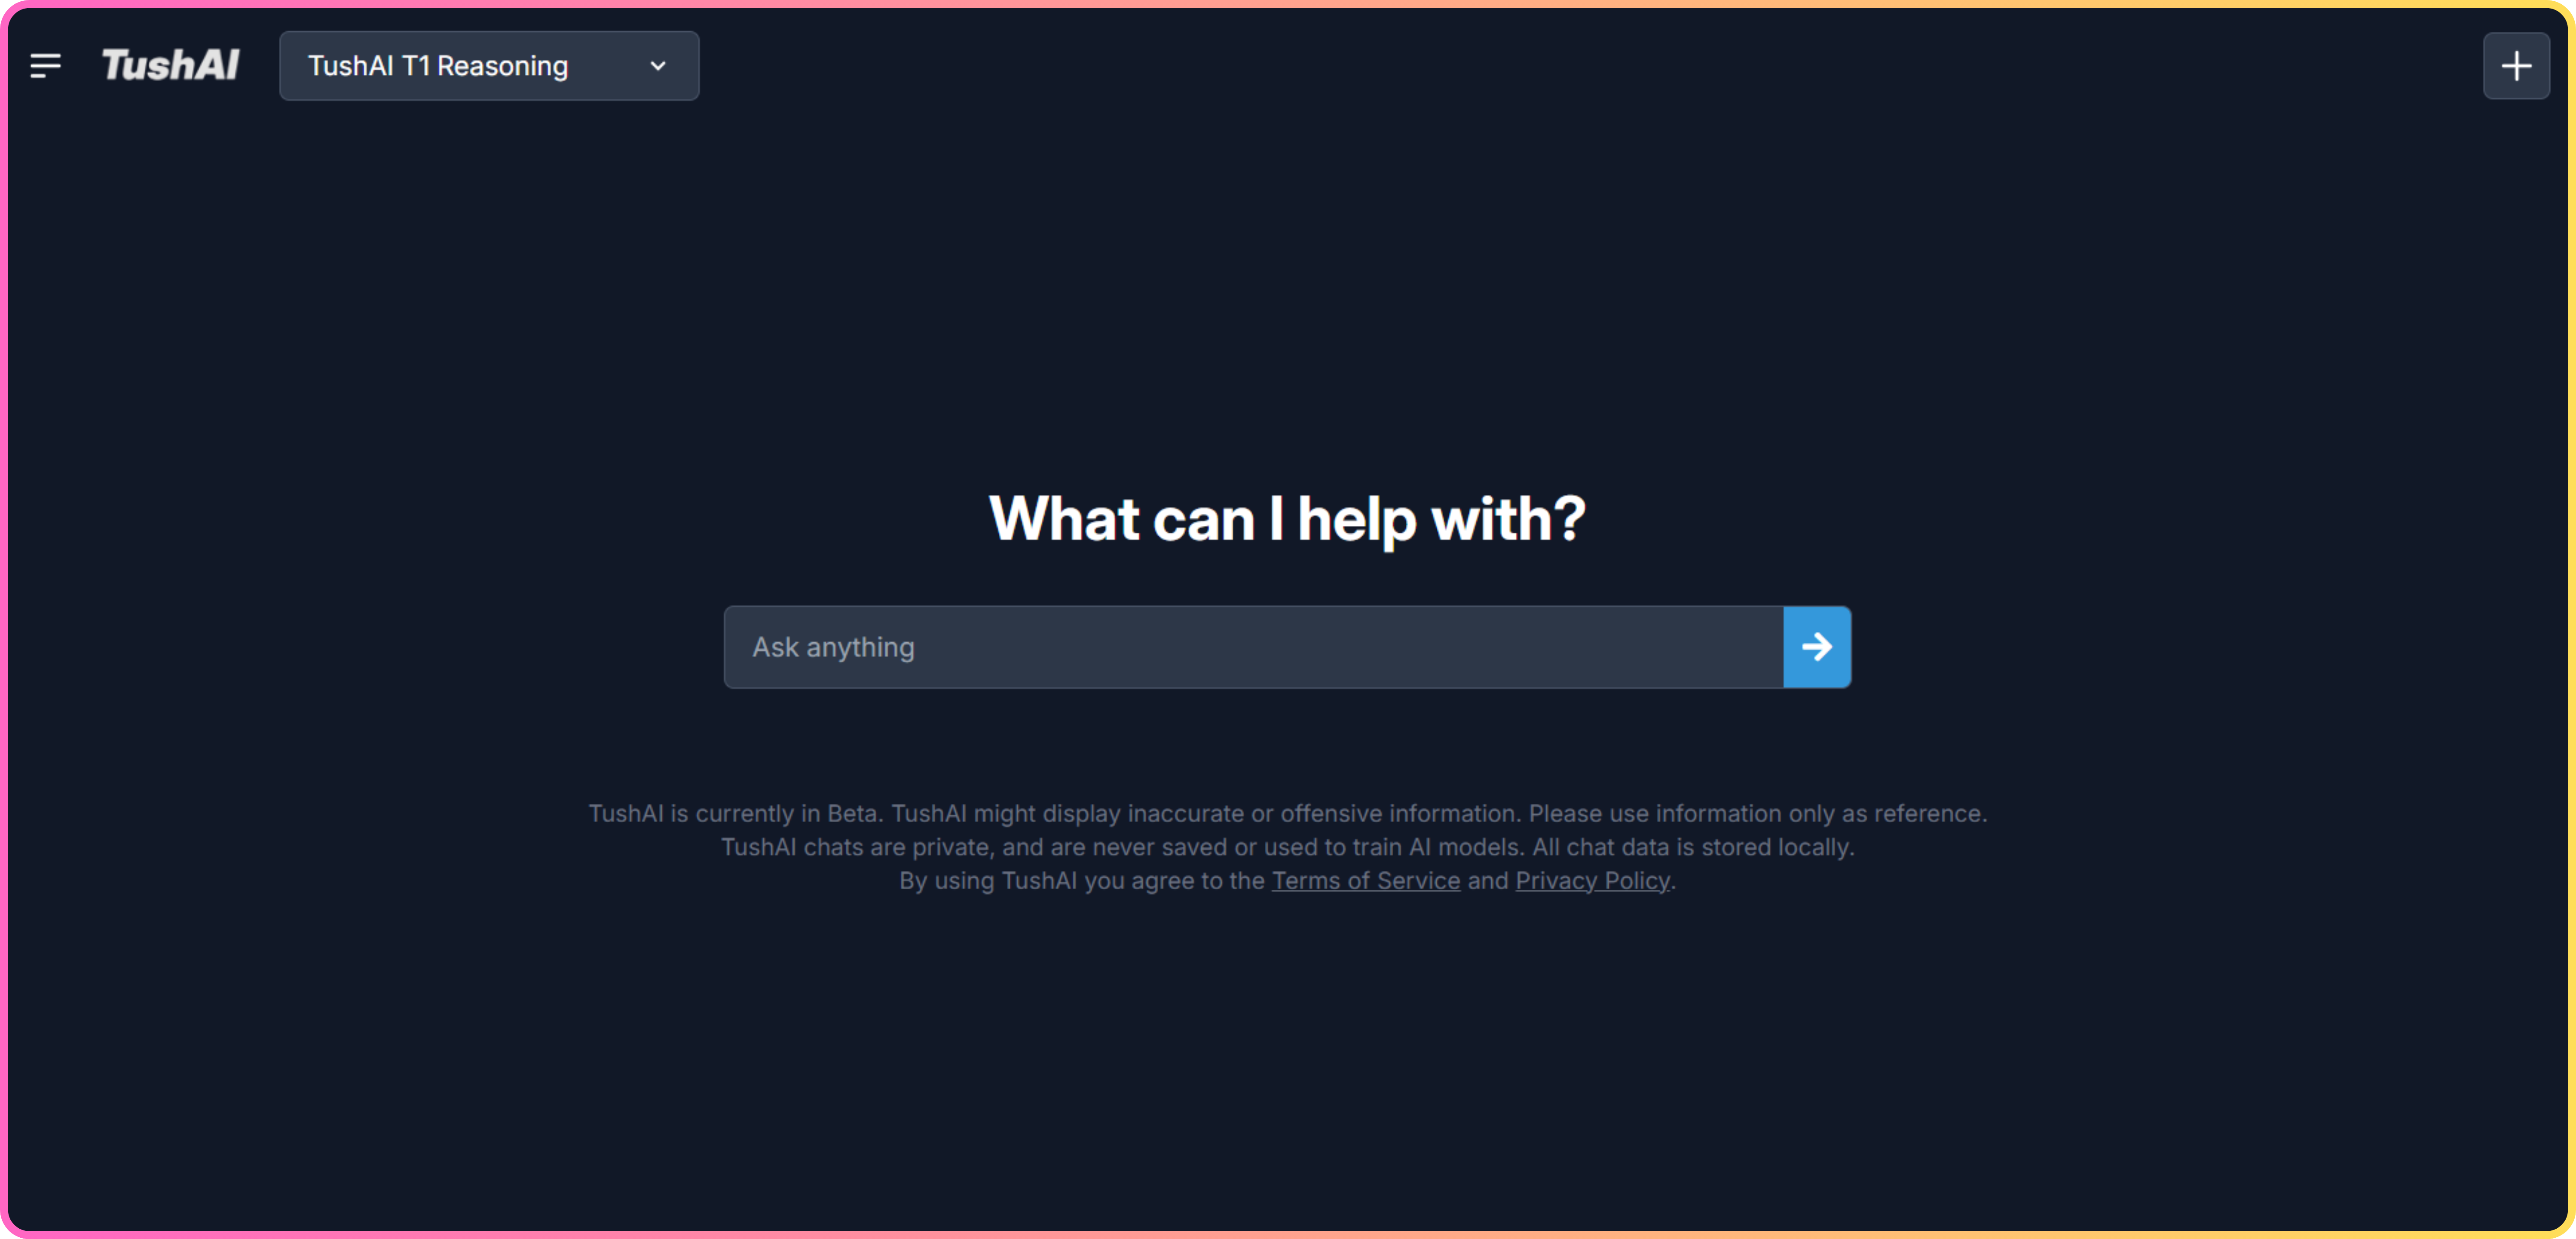 TushAI
TushAI T1 Reasoning
What can I help with?
Ask anything
TushAI is currently in Beta. TushAI might display inaccurate or offensive information. Please use information only as reference.
TushAI chats are private, and are never saved or used to train AI models. All chat data is stored locally.
By using TushAI you agree to the Terms of Service and Privacy Policy.